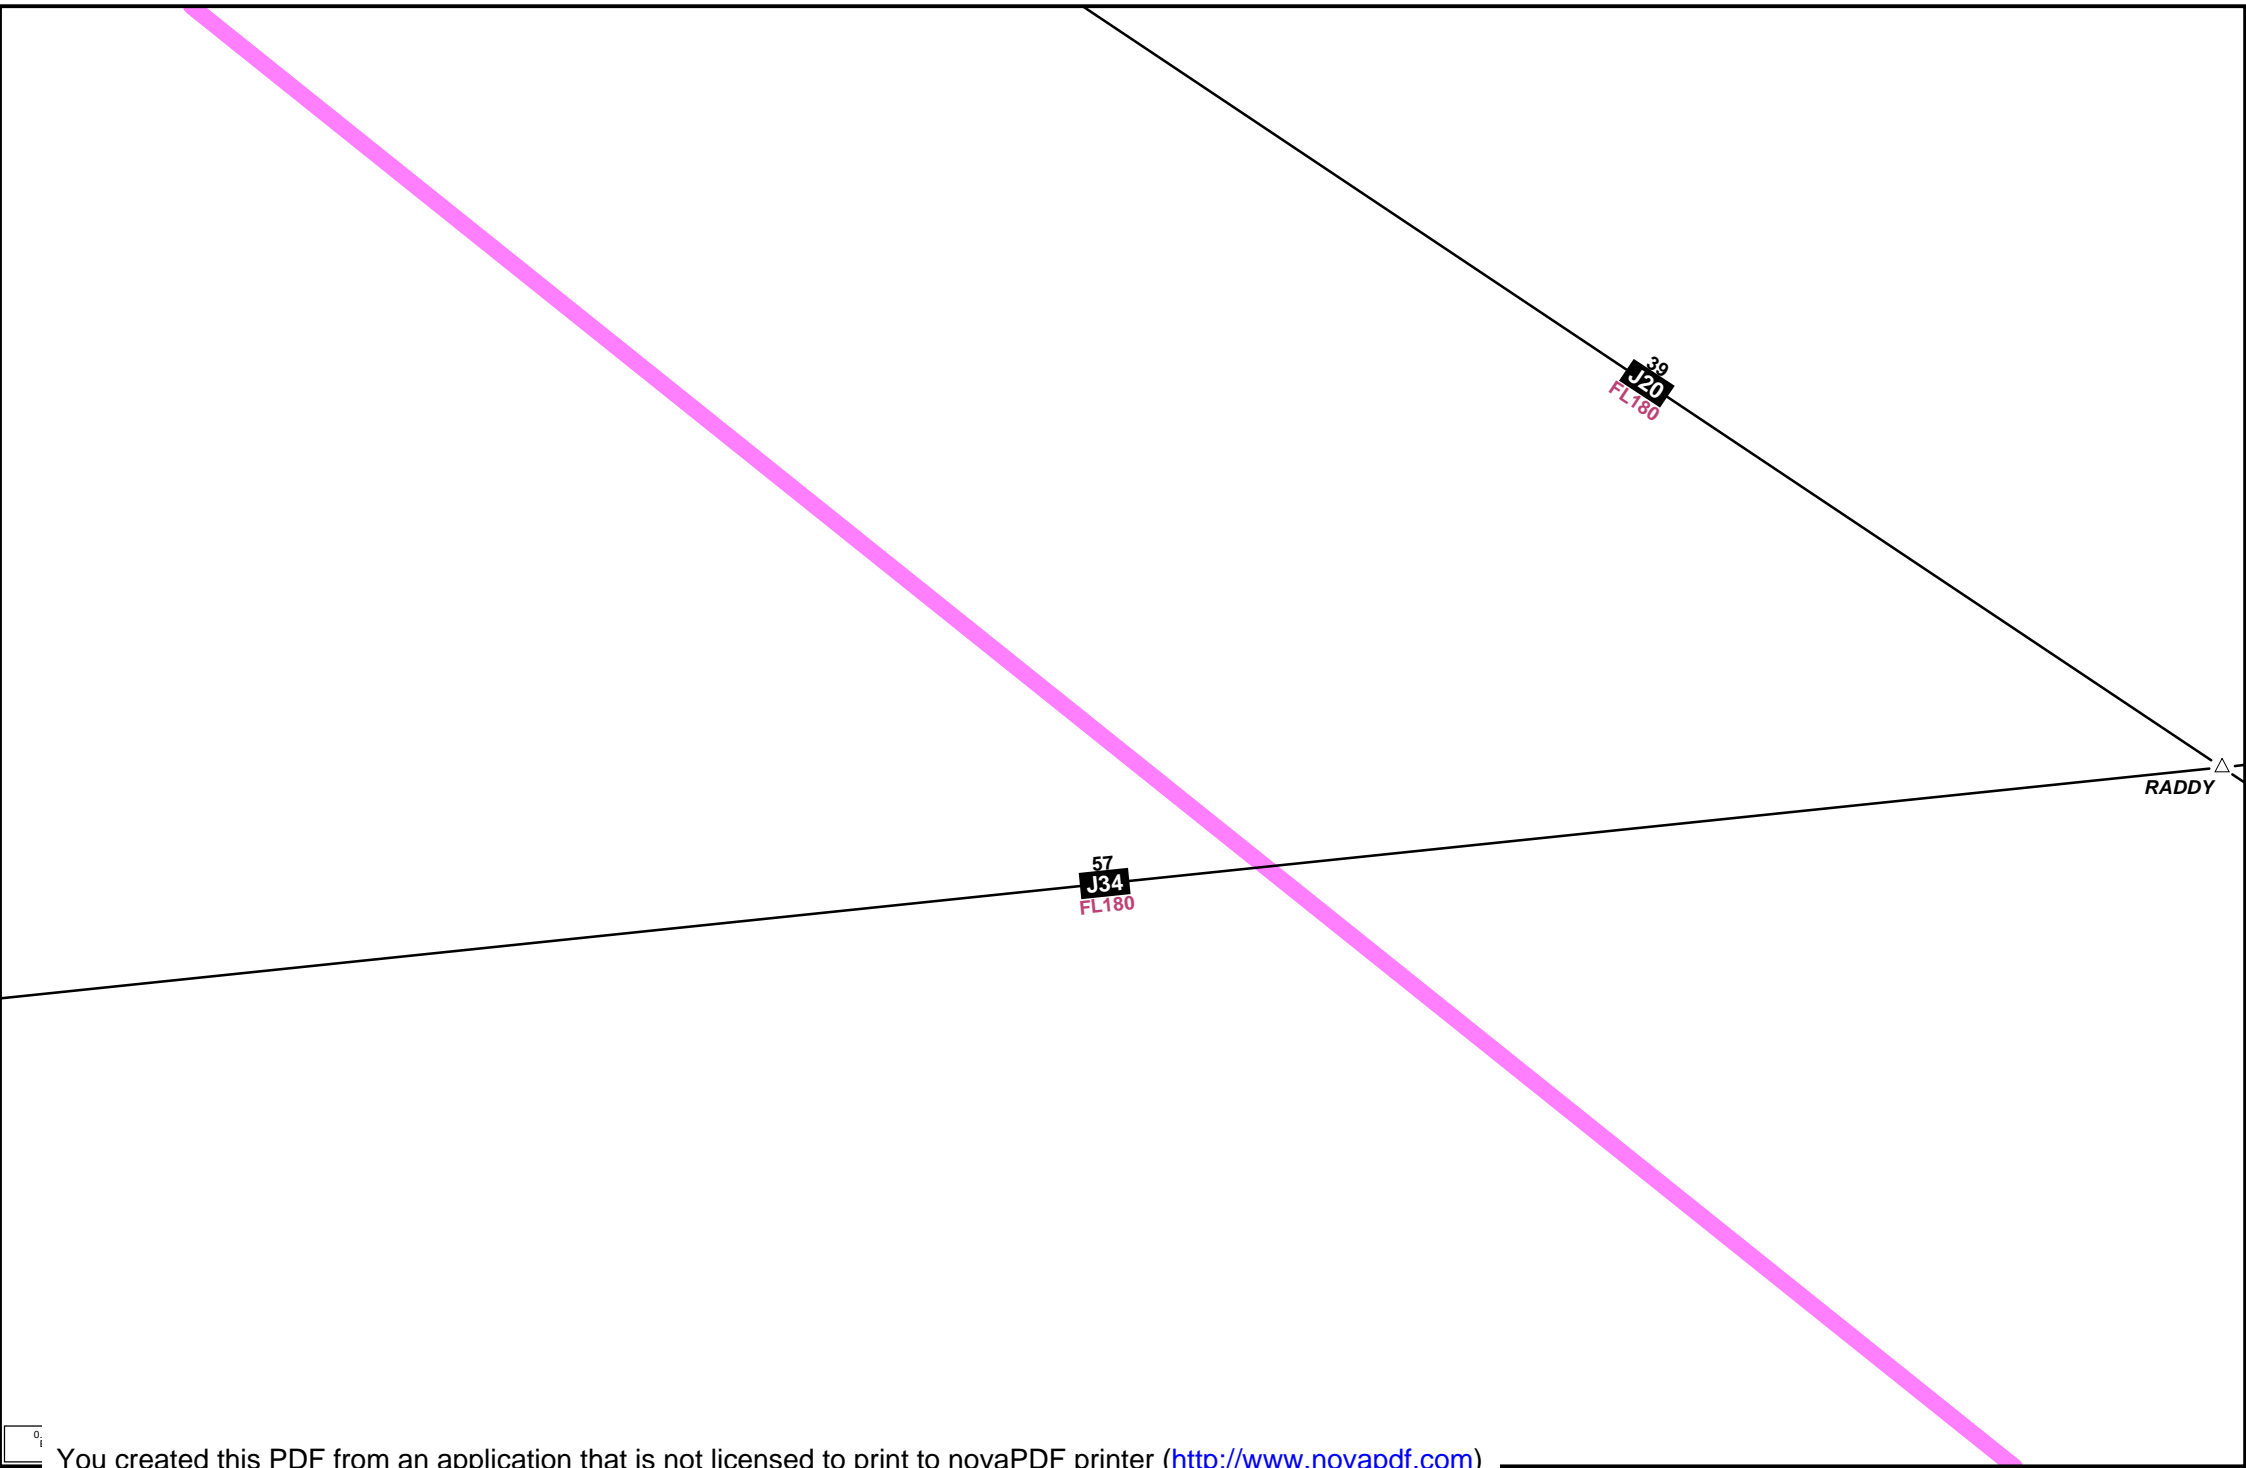 39
J20
FL180
RADDY
57
J34
FL180
You created this PDF from an application that is not licensed to print to novaPDF printer (http://www.novapdf.com)